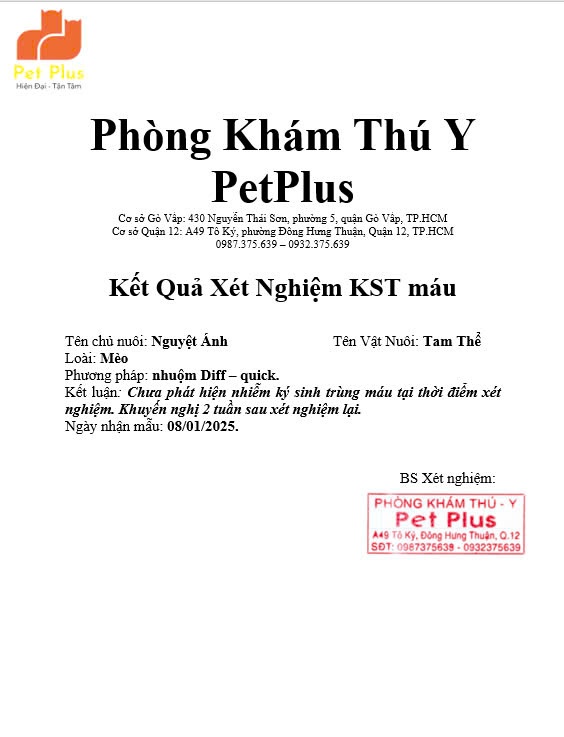 Pet Plus
Hiện Đại - Tận Tâm
Phòng Khám Thú Y
PetPlus
Cơ sở Gò Vấp: 430 Nguyễn Thái Sơn, phường 5, quận Gò Vấp, TP.HCM
Cơ sở Quận 12: A49 Tô Ký, phường Đông Hưng Thuận, Quận 12, TP.HCM
0987.375.639 – 0932.375.639
Kết Quả Xét Nghiệm KST máu
Tên chủ nuôi: Nguyệt Ánh Tên Vật Nuôi: Tam Thể
Loài: Mèo
Phương pháp: nhuộm Diff – quick.
Kết luận: Chưa phát hiện nhiễm ký sinh trùng máu tại thời điểm xét
nghiệm. Khuyến nghị 2 tuần sau xét nghiệm lại.
Ngày nhận mẫu: 08/01/2025.
BS Xét nghiệm:
PHÒNG KHÁM THÚ - Y
Pet Plus
A49 Tô Ký, Đông Hưng Thuận, Q.12
SĐT: 0987375639 - 0932375639